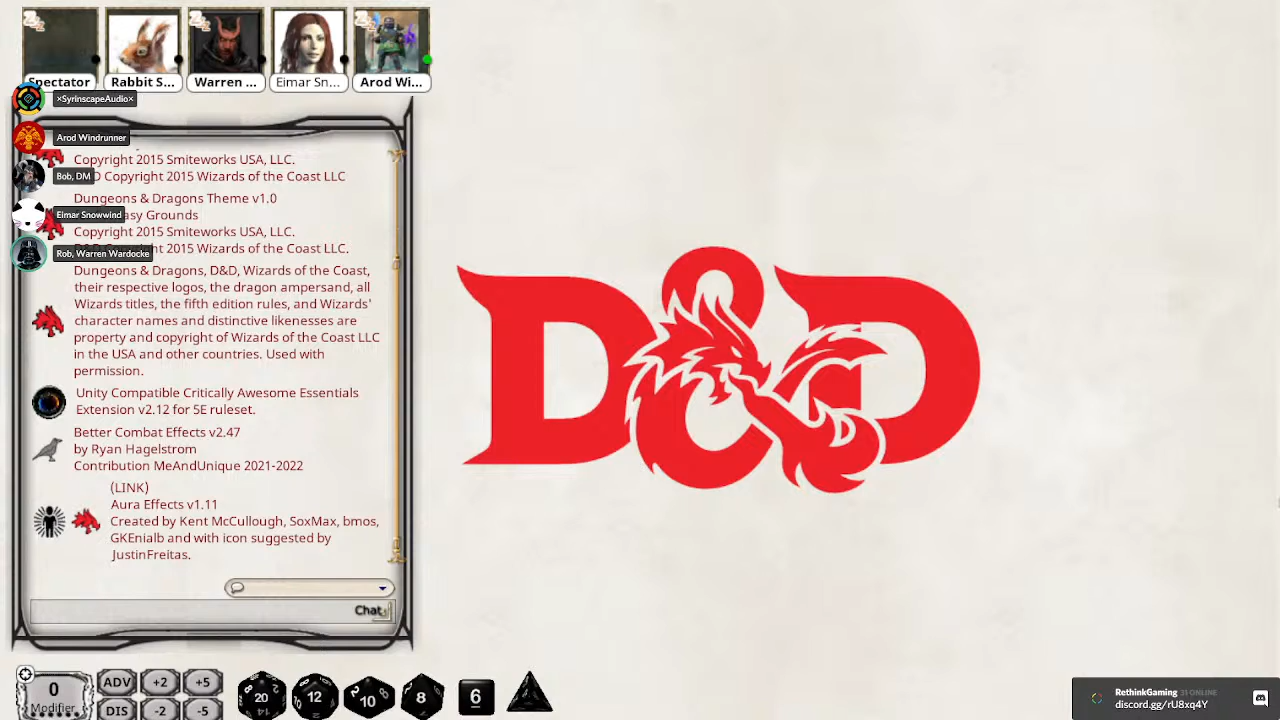 Spectator
Rabbit S...
Warren ...
Eimar Sn...
Arod Wi...
×SyrinscapeAudio×
Arod Windrunner
Copyright 2015 Smiteworks USA, LLC.
Bob, DM
D Copyright 2015 Wizards of the Coast LLC
Dungeons & Dragons Theme v1.0
Eimar Snowwind
asy Grounds
Copyright 2015 Smiteworks USA, LLC.
ht 2015 Wizards of the Coast LLC.
Rob, Warren Wardocke
Dungeons & Dragons, D&D, Wizards of the Coast,
their respective logos, the dragon ampersand, all
Wizards titles, the fifth edition rules, and Wizards'
character names and distinctive likenesses are
property and copyright of Wizards of the Coast LLC
in the USA and other countries. Used with
permission.
Unity Compatible Critically Awesome Essentials
Extension v2.12 for 5E ruleset.
Better Combat Effects v2.47
by Ryan Hagelstrom
Contribution MeAndUnique 2021-2022
(LINK)
Aura Effects v1.11
Created by Kent McCullough, SoxMax, bmos,
GKEnialb and with icon suggested by
JustinFreitas.
Chat
D&D
0
Modifier
ADV
+2
+5
DIS
-2
-5
20
12
10
8
6
RethinkGaming 31 ONLINE
discord.gg/rU8xq4Y